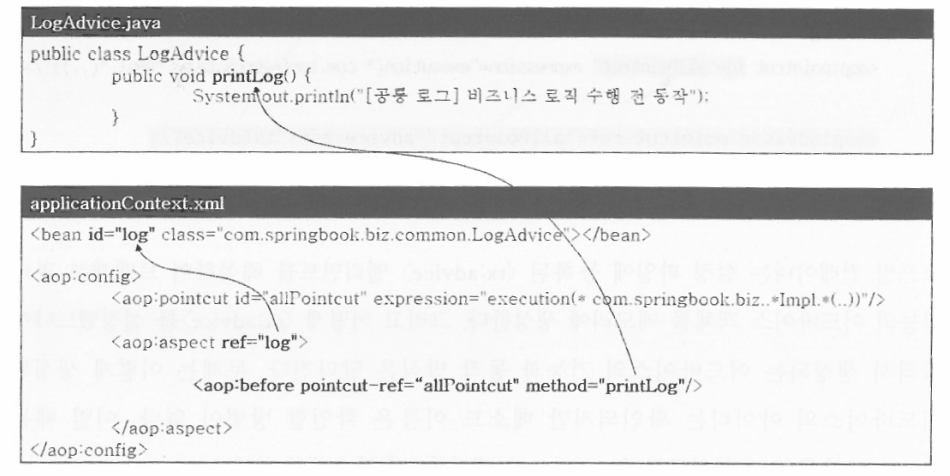 LogAdvice.java
public class LogAdvice {
public void printLog() {
System.out.println("[공통 로그] 비즈니스 로직 수행 전 동작");
}
}
applicationContext.xml
<bean id="log" class="com.springbook.biz.common.LogAdvice"></bean>
<aop:config>
<aop:pointcut id="allPointcut" expression="execution(* com.springbook.biz..*Impl.*(..))"/>
<aop:aspect ref="log">
<aop:before pointcut-ref="allPointcut" method="printLog"/>
</aop:aspect>
</aop:config>